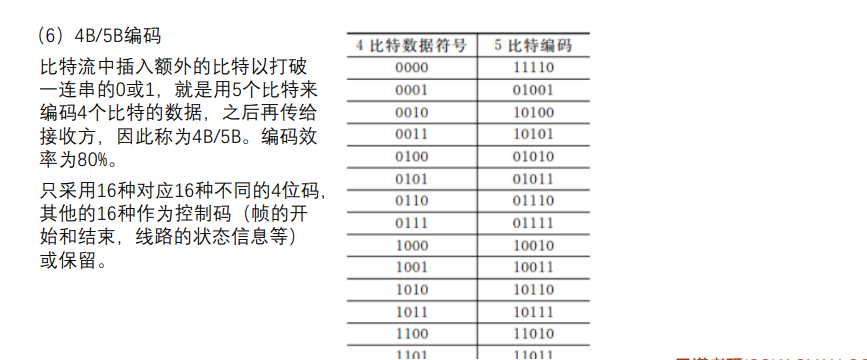 （6）4B/5B编码
比特流中插入额外的比特以打破
一连串的0或1，就是用5个比特来
编码4个比特的数据，之后再传给
接收方，因此称为4B/5B。编码效
率为80%。
只采用16种对应16种不同的4位码，
其他的16种作为控制码（帧的开
始和结束，线路的状态信息等）
或保留。
4 比特数据符号 5 比特编码
0000 11110
0001 01001
0010 10100
0011 10101
0100 01010
0101 01011
0110 01110
0111 01111
1000 10010
1001 10011
1010 10110
1011 10111
1100 11010
1101 11011